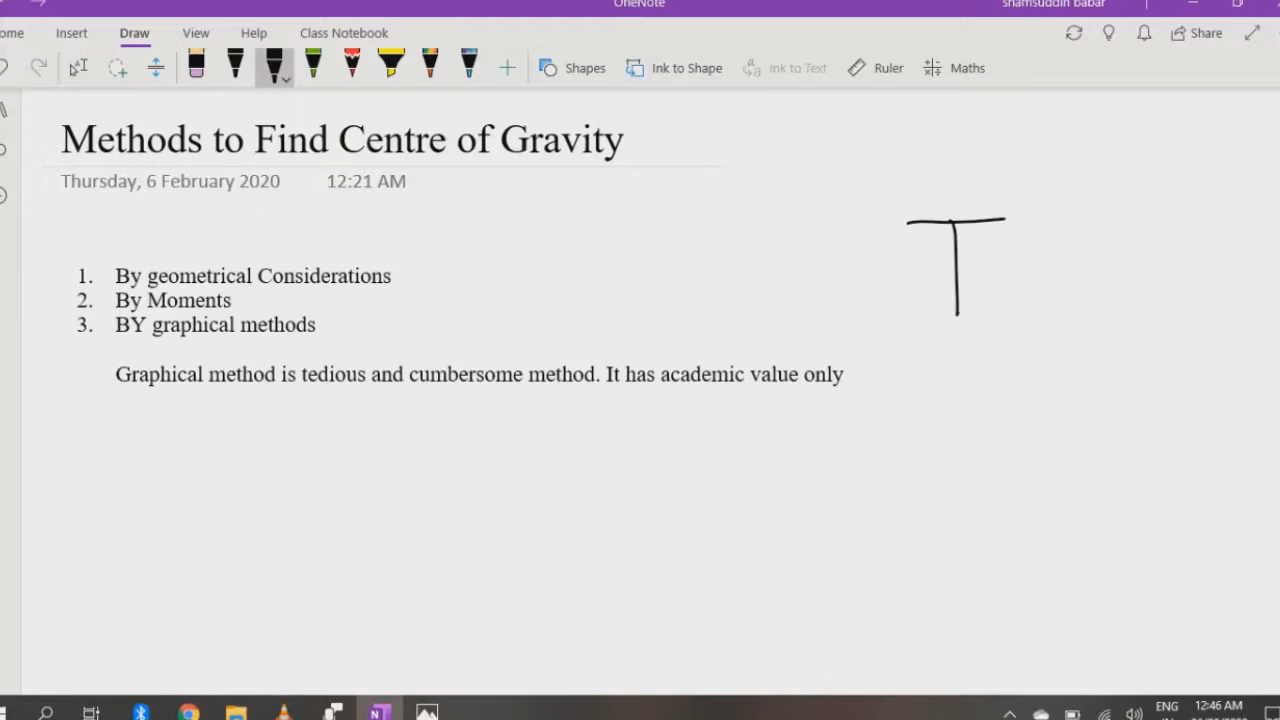 OneNote
shamsuddin babar
ome Insert Draw View Help Class Notebook Share
Shapes Ink to Shape Ink to Text Ruler Maths
Methods to Find Centre of Gravity
Thursday, 6 February 2020 12:21 AM
T
1. By geometrical Considerations
2. By Moments
3. BY graphical methods
Graphical method is tedious and cumbersome method. It has academic value only
ENG 12:46 AM